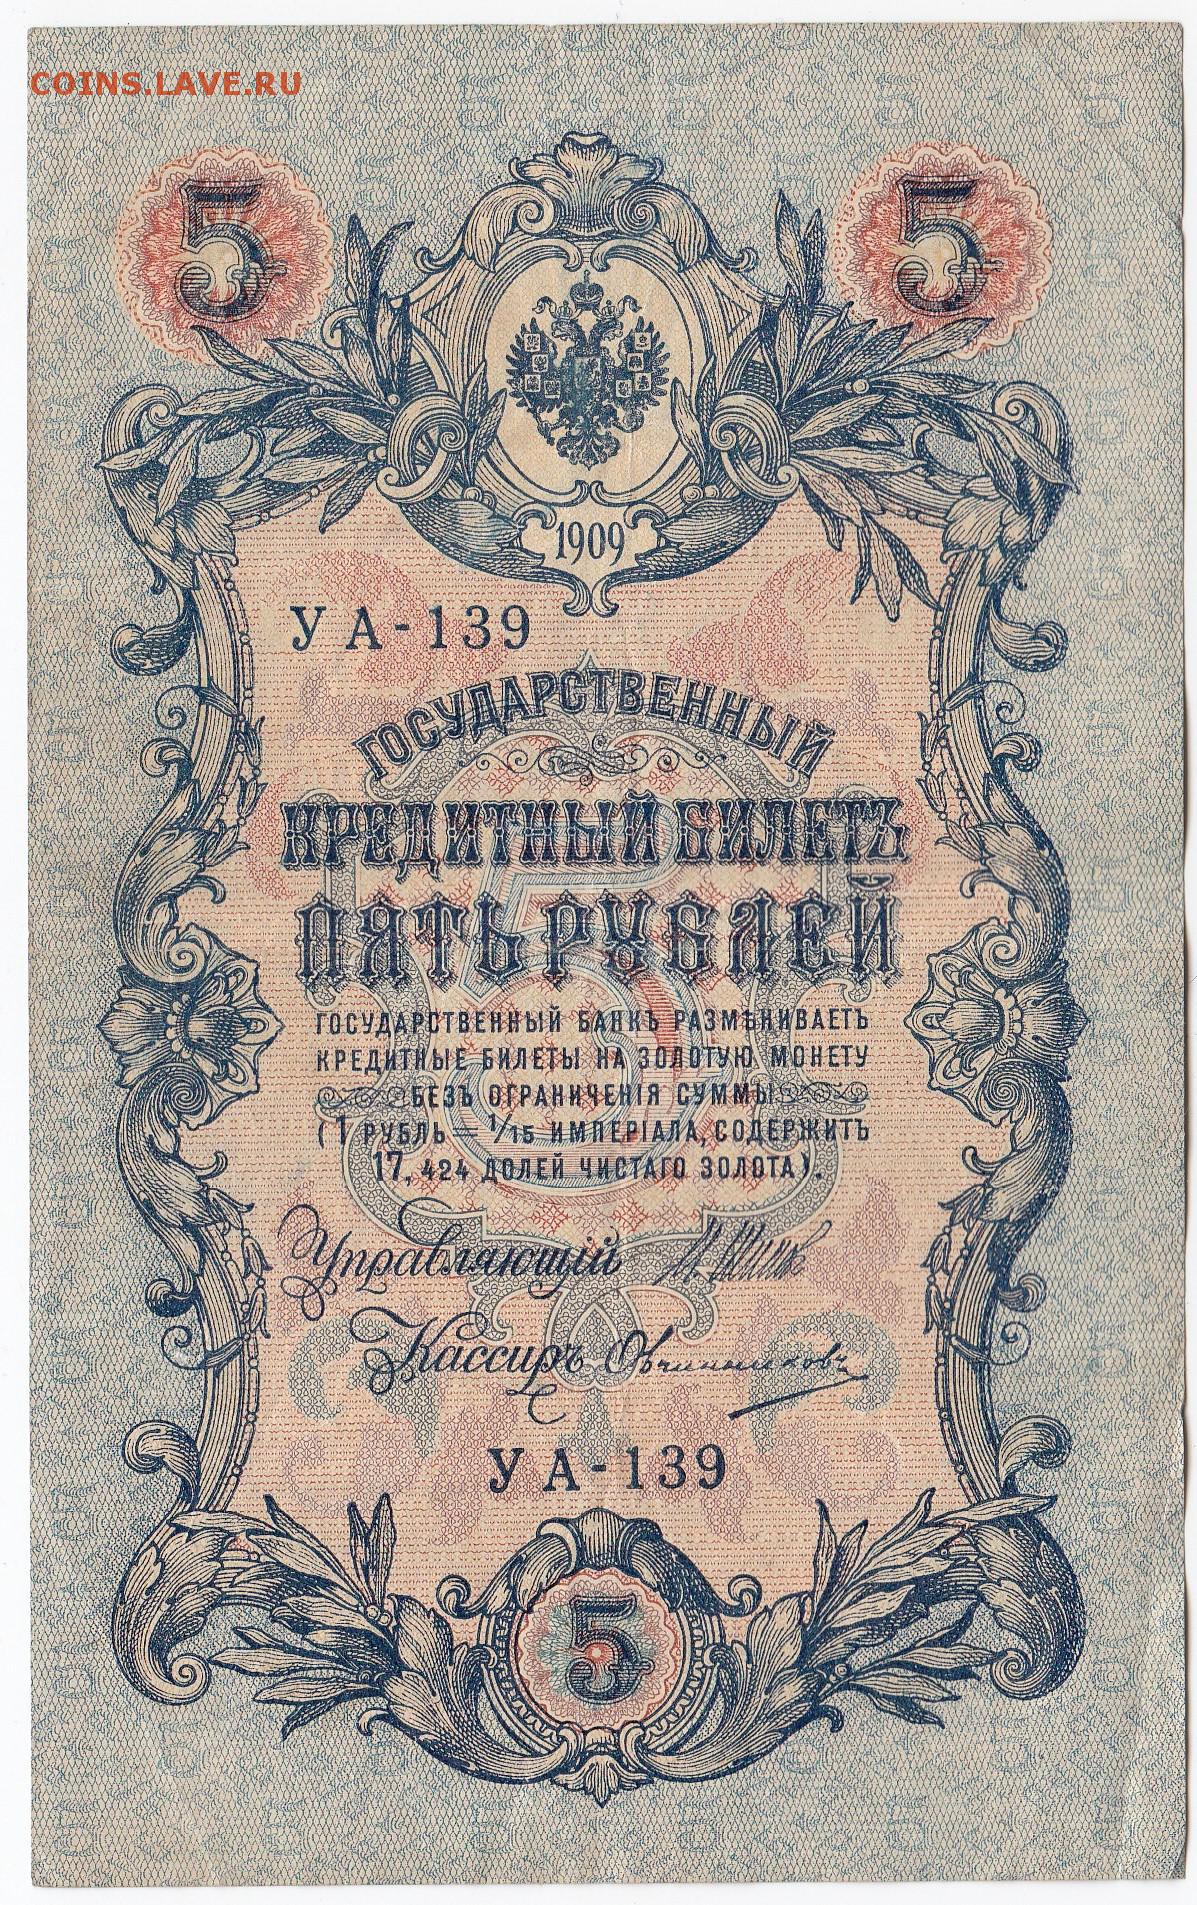 COINS.LAVE.RU
5 5
1909
УА-139
ГОСУДАРСТВЕННЫЙ
КРЕДИТНЫЙ БИЛЕТЪ
ПЯТЬ РУБЛЕЙ
ГОСУДАРСТВЕННЫЙ БАНКЪ РАЗМѢНИВАЕТЪ
КРЕДИТНЫЕ БИЛЕТЫ НА ЗОЛОТУЮ МОНЕТУ
БЕЗЪ ОГРАНИЧЕНІЯ СУММЫ
(1 РУБЛЬ = 1/15 ИМПЕРІАЛА, СОДЕРЖИТЪ
17,424 ДОЛЕЙ ЧИСТАГО ЗОЛОТА).
Управляющій И. Шипов
Кассиръ Овчинниковъ
УА-139
5